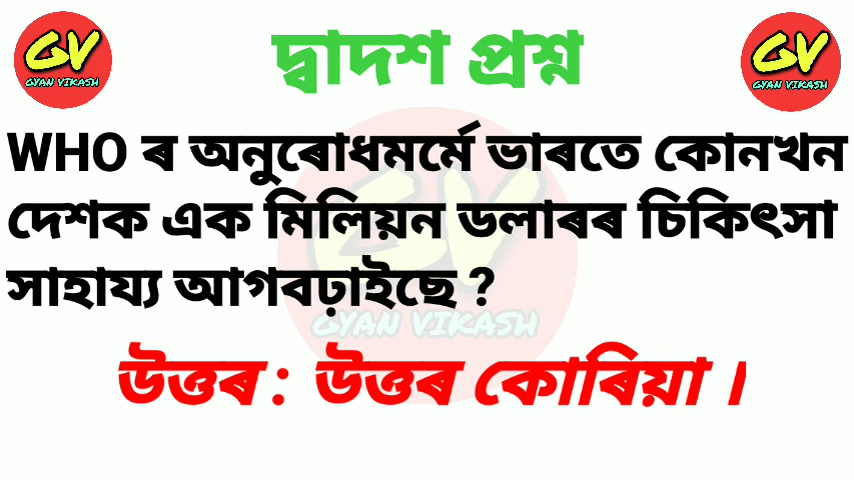 GV GYAN VIKASH
দ্বাদশ প্ৰশ্ন
GV GYAN VIKASH
WHO ৰ অনুৰোধমৰ্মে ভাৰতে কোনখন
দেশক এক মিলিয়ন ডলাৰৰ চিকিৎসা
সাহায্য আগবঢ়াইছে ?
GV GYAN VIKASH
উত্তৰ : উত্তৰ কোৰিয়া ।